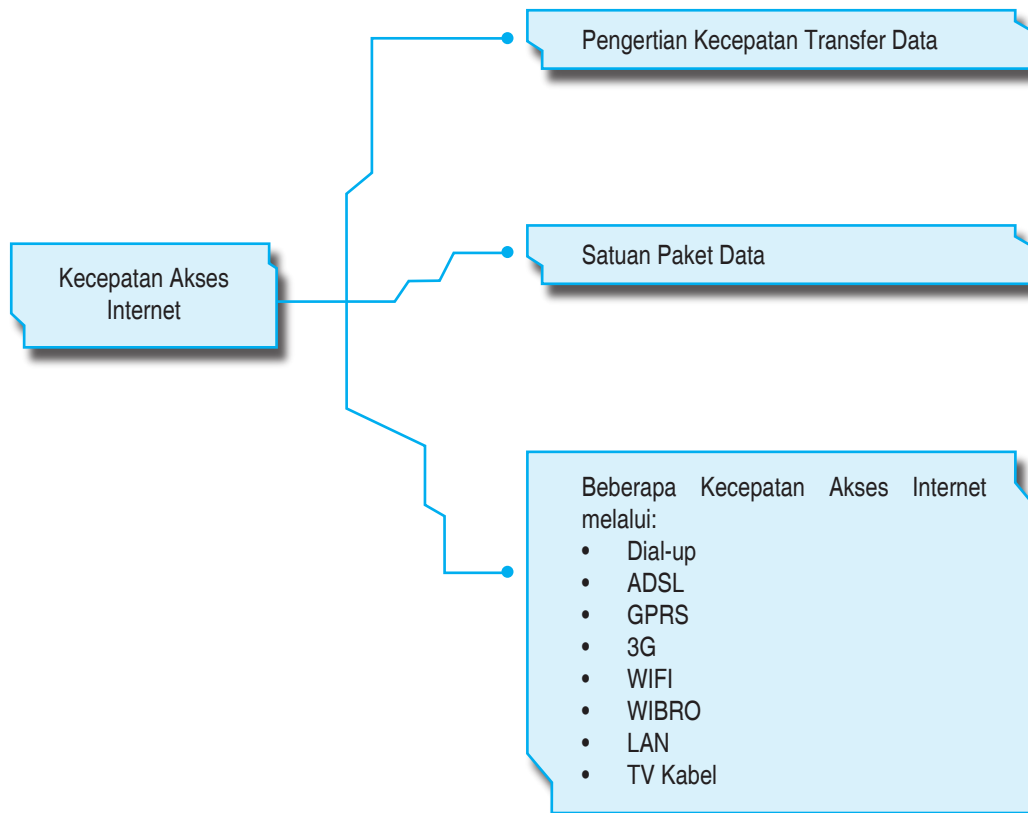 Pengertian Kecepatan Transfer Data
Kecepatan Akses
Internet
Satuan Paket Data
Beberapa Kecepatan Akses Internet
melalui:
• Dial-up
• ADSL
• GPRS
• 3G
• WIFI
• WIBRO
• LAN
• TV Kabel